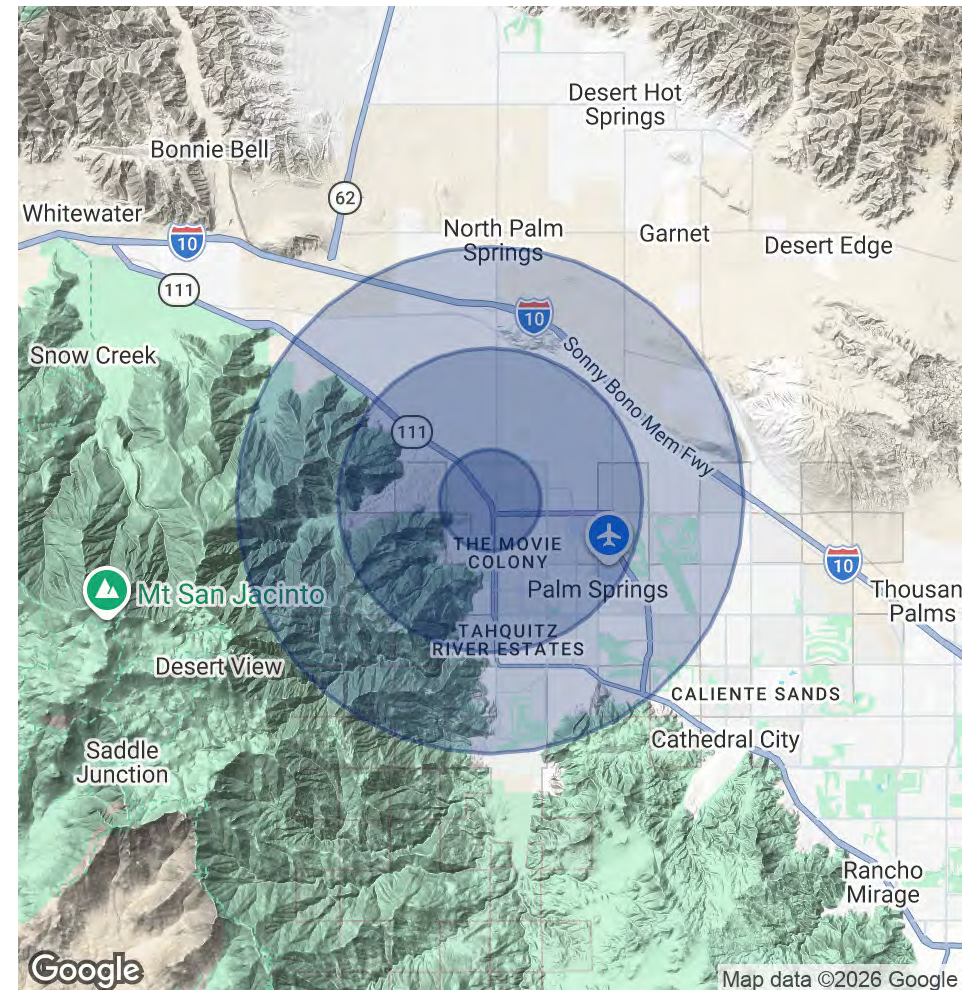 Desert Hot
Springs
Bonnie Bell
62
Whitewater
10
North Palm
Springs
Garnet
Desert Edge
111
10
Snow Creek
Sonny Bono Mem Fwy
111
THE MOVIE
COLONY
10
Mt San Jacinto
Palm Springs
Thousan
Palms
TAHQUITZ
RIVER ESTATES
Desert View
CALIENTE SANDS
Saddle
Junction
Cathedral City
Rancho
Mirage
Google
Map data ©2026 Google